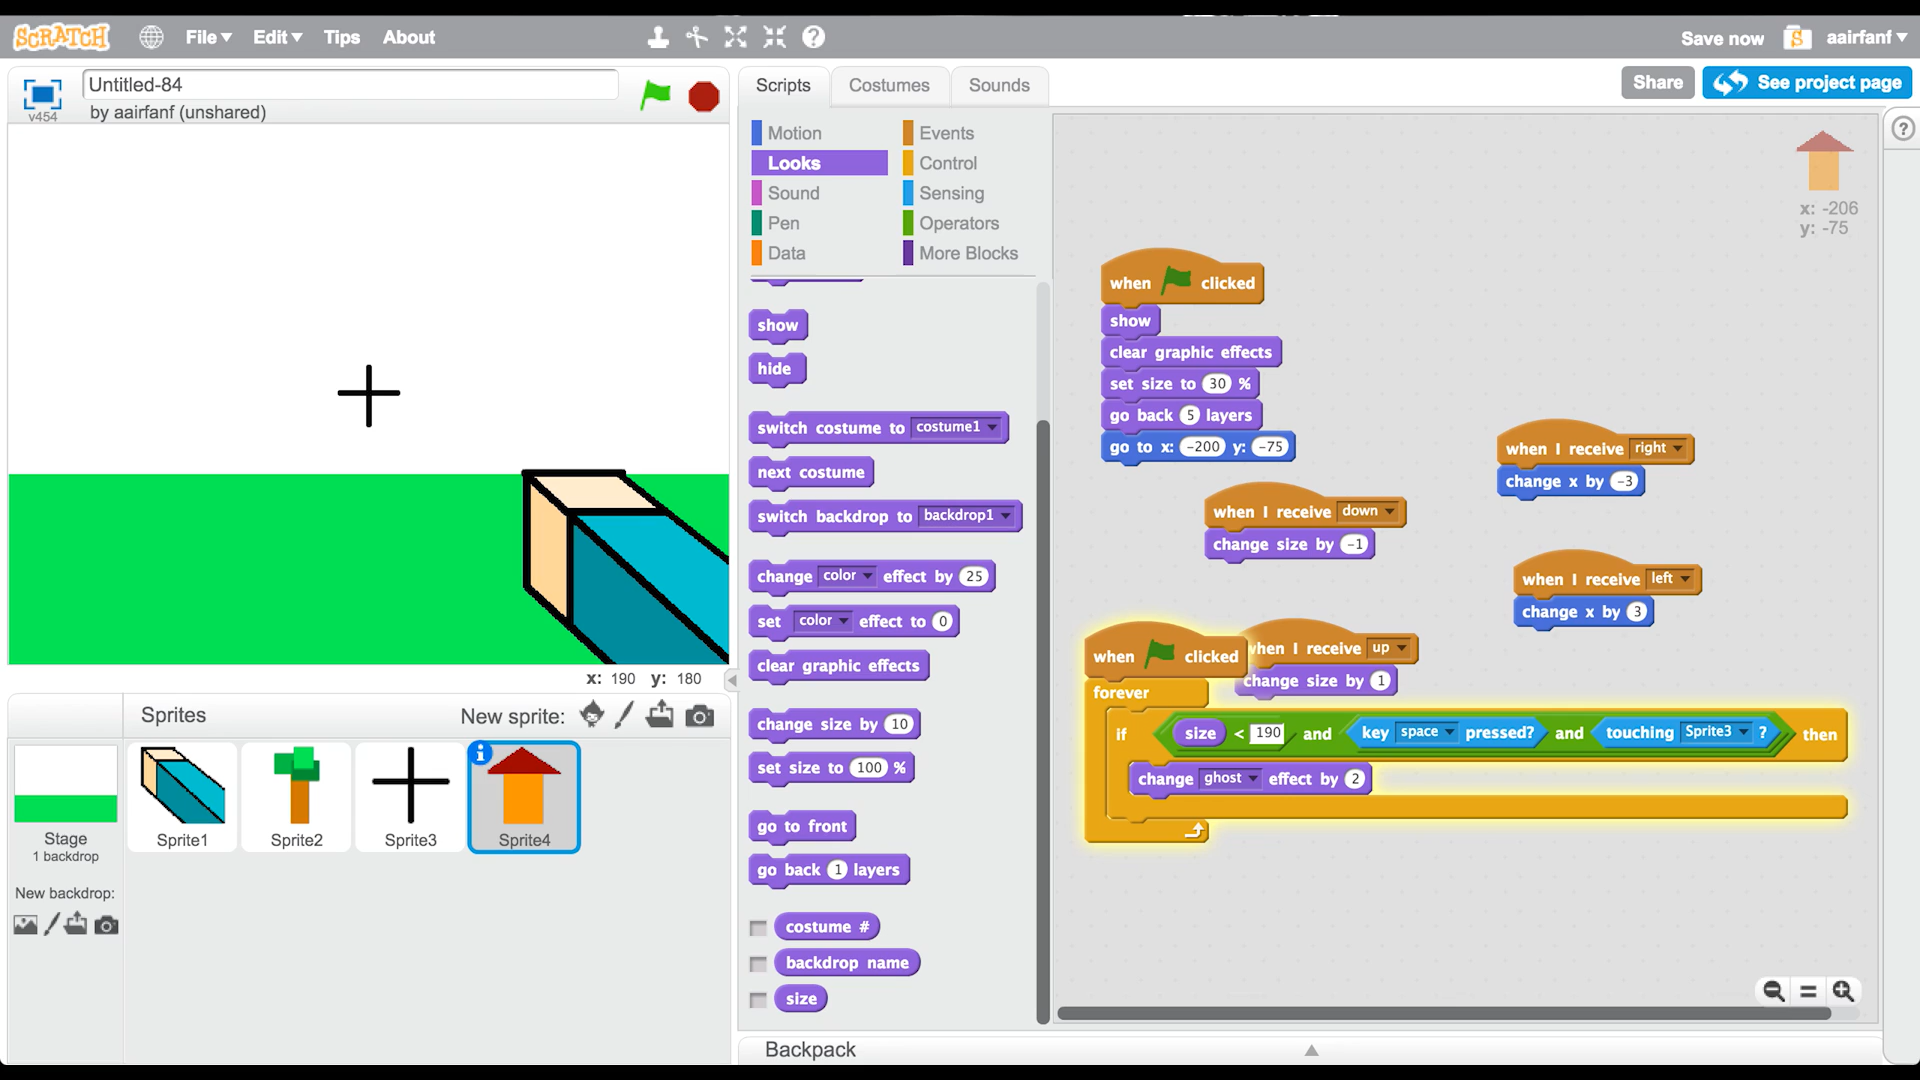 SCRATCH File Edit Tips About Save now aairfanf
v454
Untitled-84
by aairfanf (unshared)
Scripts Costumes Sounds
Share See project page
Motion Events
Looks Control
Sound Sensing
Pen Operators
Data More Blocks
show
hide
switch costume to costume1
next costume
switch backdrop to backdrop1
change color effect by 25
set color effect to 0
clear graphic effects
change size by 10
set size to 100 %
go to front
go back 1 layers
costume #
backdrop name
size
x: -206
y: -75
when clicked
show
clear graphic effects
set size to 30 %
go back 5 layers
go to x: -200 y: -75
when I receive right
change x by -3
when I receive down
change size by -1
when I receive left
change x by 3
when I receive up
change size by 1
when clicked
forever
if size < 190 and key space pressed? and touching Sprite3 ? then
change ghost effect by 2
x: 190 y: 180
Sprites New sprite:
Stage
1 backdrop
New backdrop:
Sprite1 Sprite2 Sprite3 Sprite4
Backpack